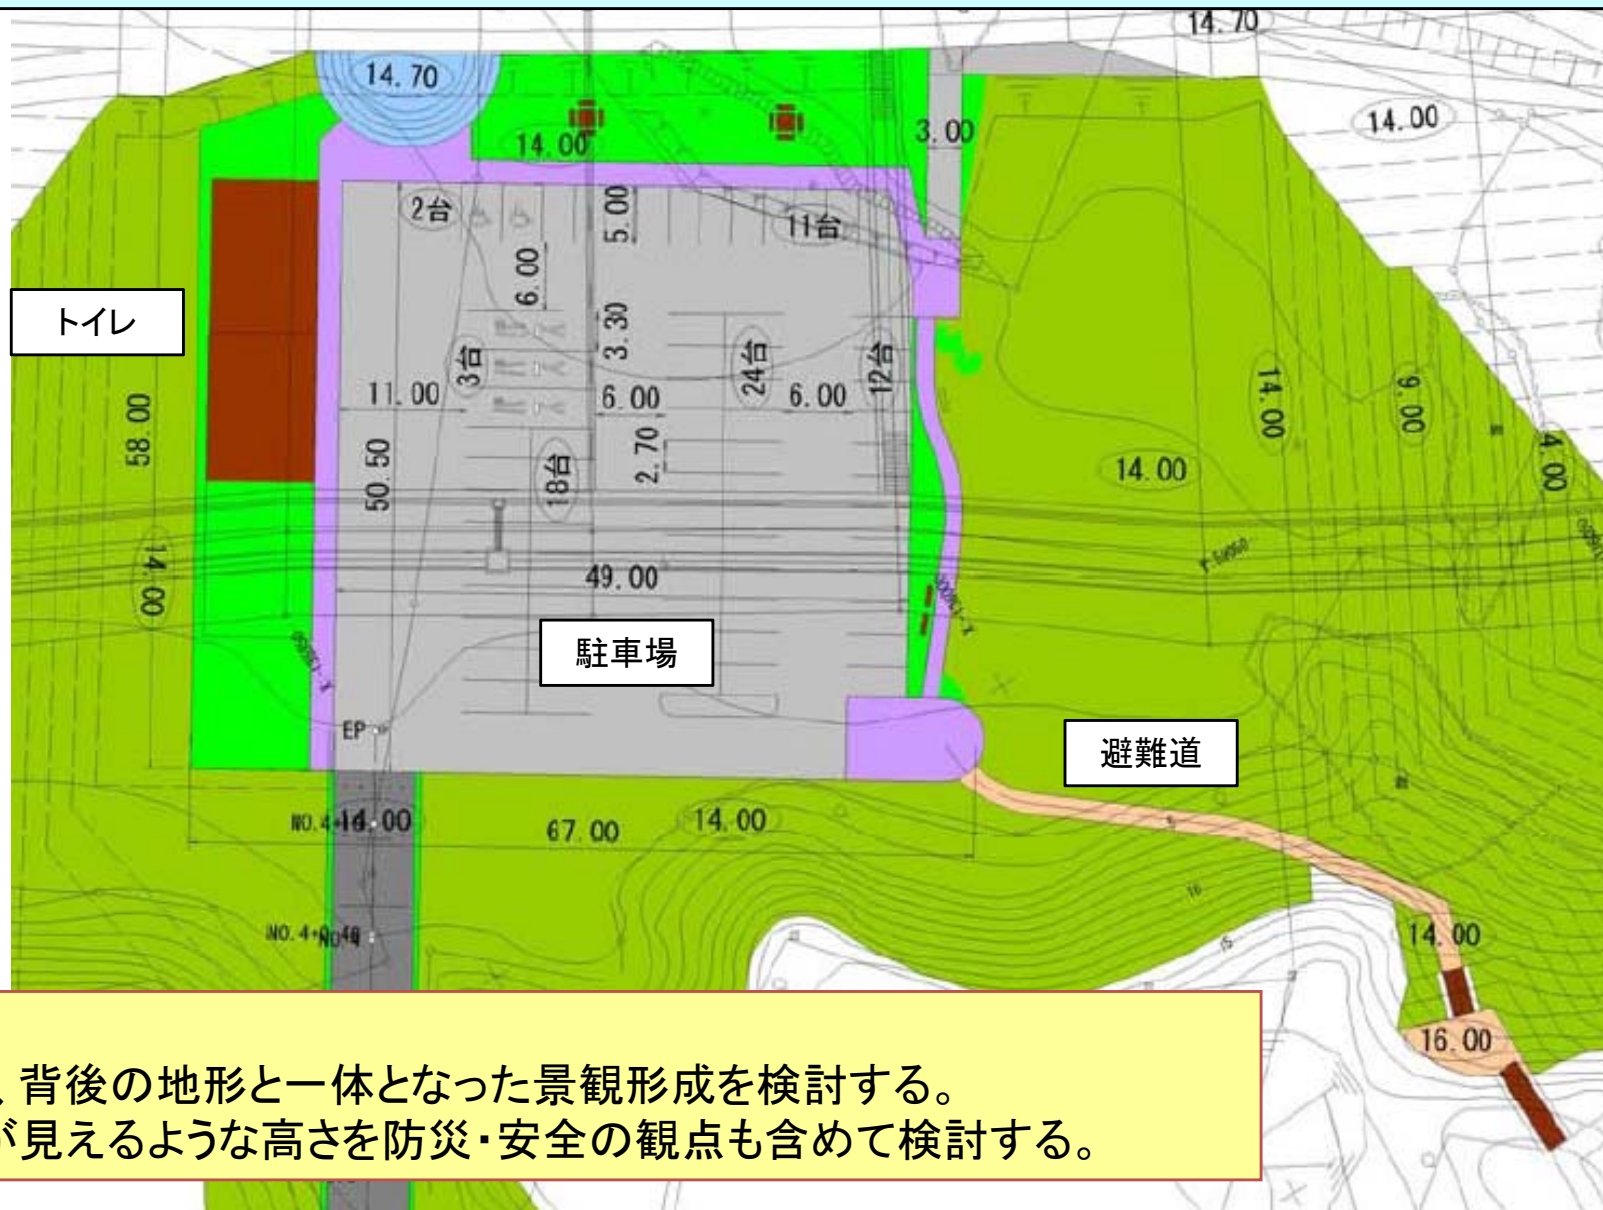 14.70
14.70
14.00
14.00
3.00
2台
5.00
11台
6.00
トイレ
3.30
3台
24台
12台
11.00
6.00
6.00
14.00
9.00
58.00
50.50
2.70
18台
14.00
4.00
14.00
49.00
駐車場
EP
避難道
14.00
67.00
14.00
16
14.00
16.00
、背後の地形と一体となった景観形成を検討する。
が見えるような高さを防災・安全の観点も含めて検討する。